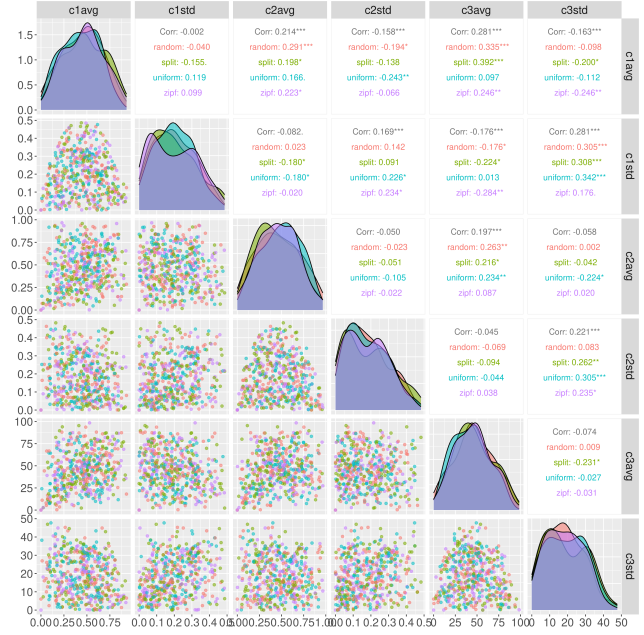 c1avg c1std c2avg c2std c3avg c3std
1.5
1.0
0.5
0.0
Corr: -0.002
random: -0.040
split: -0.155.
uniform: 0.119
zipf: 0.099
Corr: 0.214***
random: 0.291***
split: 0.198*
uniform: 0.166.
zipf: 0.223*
Corr: -0.158***
random: -0.194*
split: -0.138
uniform: -0.243**
zipf: -0.066
Corr: 0.281***
random: 0.335***
split: 0.392***
uniform: 0.097
zipf: 0.246**
Corr: -0.163***
random: -0.098
split: -0.200*
uniform: -0.112
zipf: -0.246**
c1avg
0.5
0.4
0.3
0.2
0.1
0.0
Corr: -0.082.
random: 0.023
split: -0.180*
uniform: -0.180*
zipf: -0.020
Corr: 0.169***
random: 0.142
split: 0.091
uniform: 0.226*
zipf: 0.234*
Corr: -0.176***
random: -0.176*
split: -0.224*
uniform: 0.013
zipf: -0.284**
Corr: 0.281***
random: 0.305***
split: 0.308***
uniform: 0.342***
zipf: 0.176.
c1std
1.00
0.75
0.50
0.25
0.00
Corr: -0.050
random: -0.023
split: -0.051
uniform: -0.105
zipf: -0.022
Corr: 0.197***
random: 0.263**
split: 0.216*
uniform: 0.234**
zipf: 0.087
Corr: -0.058
random: 0.002
split: -0.042
uniform: -0.224*
zipf: 0.020
c2avg
0.5
0.4
0.3
0.2
0.1
0.0
Corr: -0.045
random: -0.069
split: -0.094
uniform: -0.044
zipf: 0.038
Corr: 0.221***
random: 0.083
split: 0.262**
uniform: 0.305***
zipf: 0.235*
c2std
100
75
50
25
0
Corr: -0.074
random: 0.009
split: -0.231*
uniform: -0.027
zipf: -0.031
c3avg
50
40
30
20
10
0
c3std